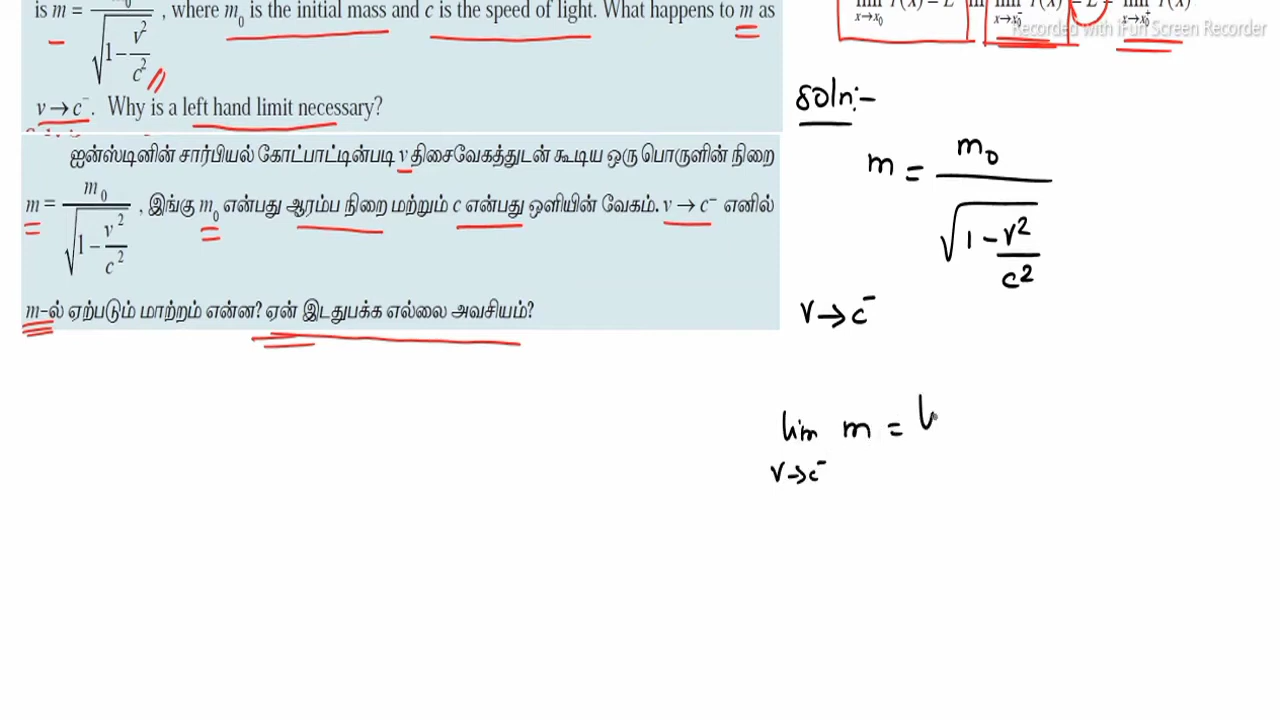 is m = m₀ / √(1 − v²/c²) , where m₀ is the initial mass and c is the speed of light. What happens to m as
v → c⁻. Why is a left hand limit necessary?
ஐன்ஸ்டினின் சார்பியல் கோட்பாட்டின்படி v திசைவேகத்துடன் கூடிய ஒரு பொருளின் நிறை
m = m₀ / √(1 − v²/c²) , இங்கு m₀ என்பது ஆரம்ப நிறை மற்றும் c என்பது ஒளியின் வேகம். v → c⁻ எனில்
m-ல் ஏற்படும் மாற்றம் என்ன? ஏன் இடதுபக்க எல்லை அவசியம்?
Recorded with iFun Screen Recorder
Soln:-
m = m₀ / √(1 − v²/c²)
v → c⁻
lim m =
v → c⁻